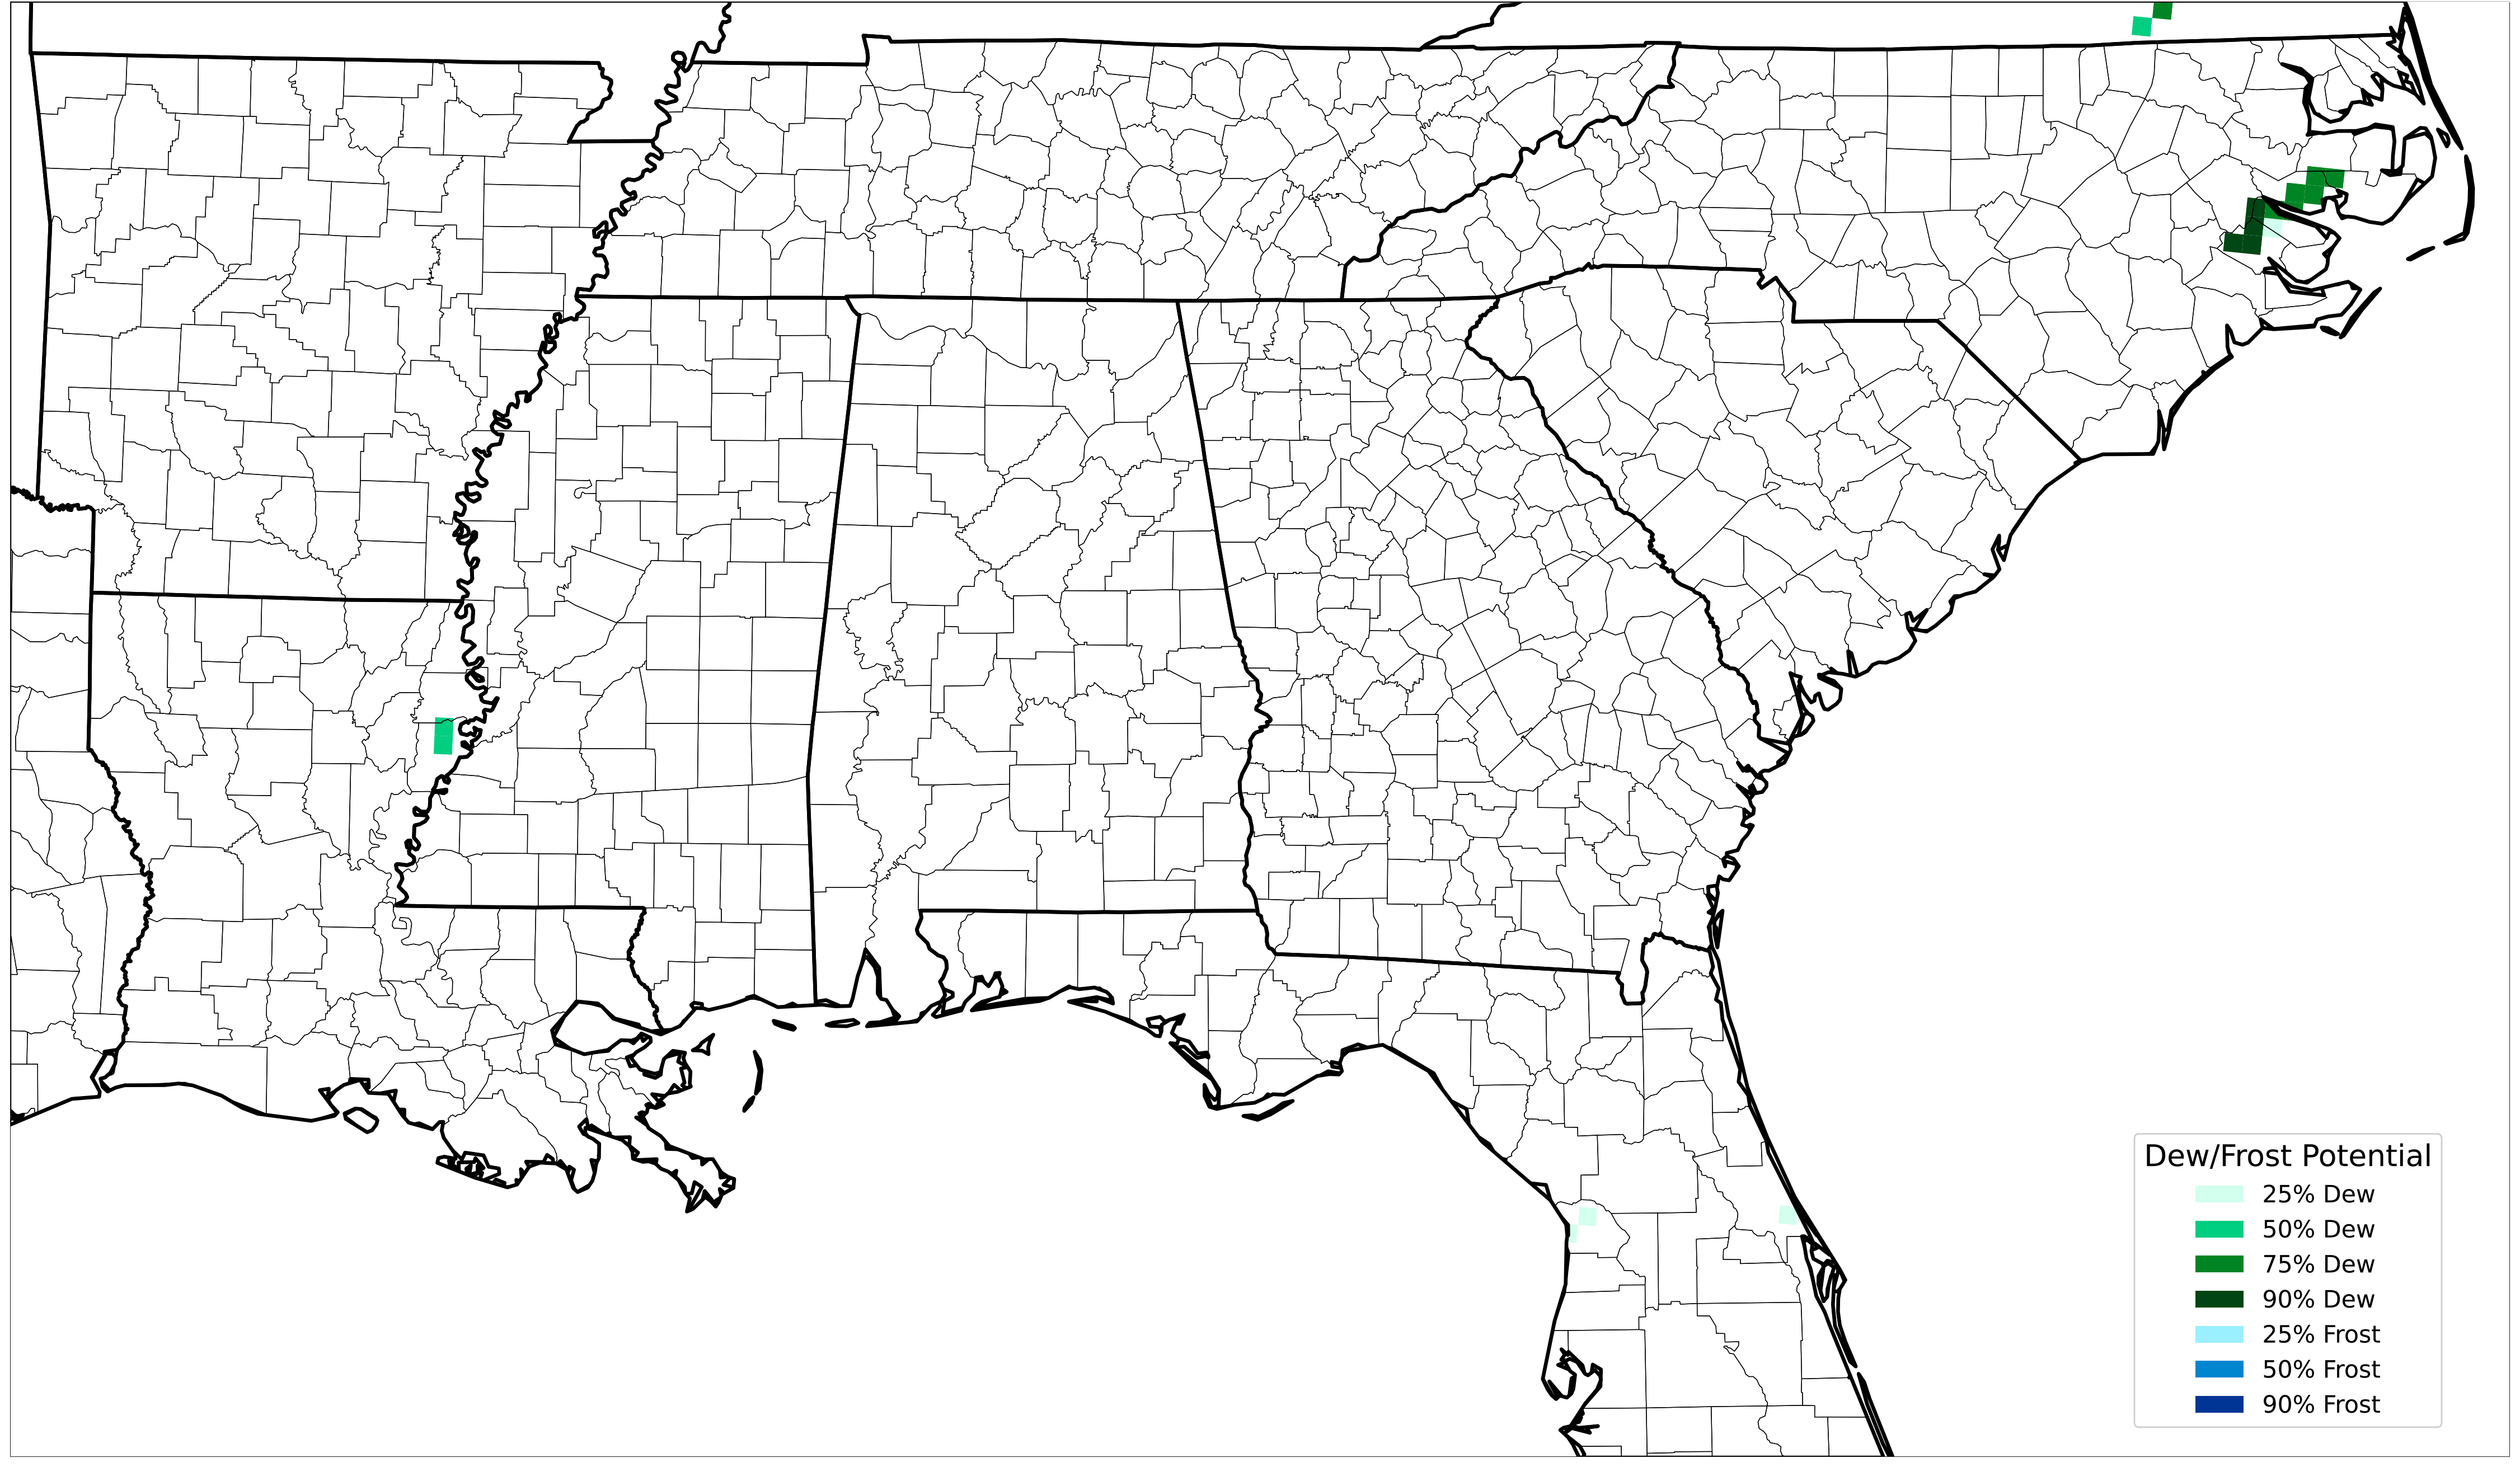 Dew/Frost Potential
25% Dew
50% Dew
75% Dew
90% Dew
25% Frost
50% Frost
90% Frost